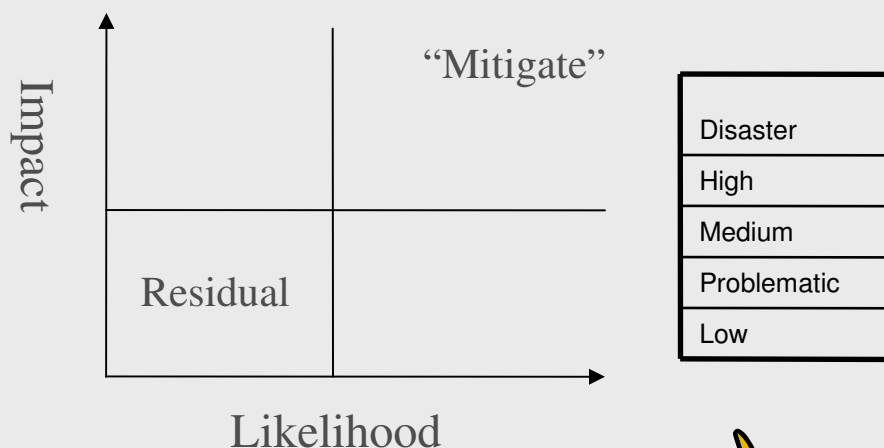 Impact
“Mitigate”
Residual
Likelihood
Disaster
High
Medium
Problematic
Low